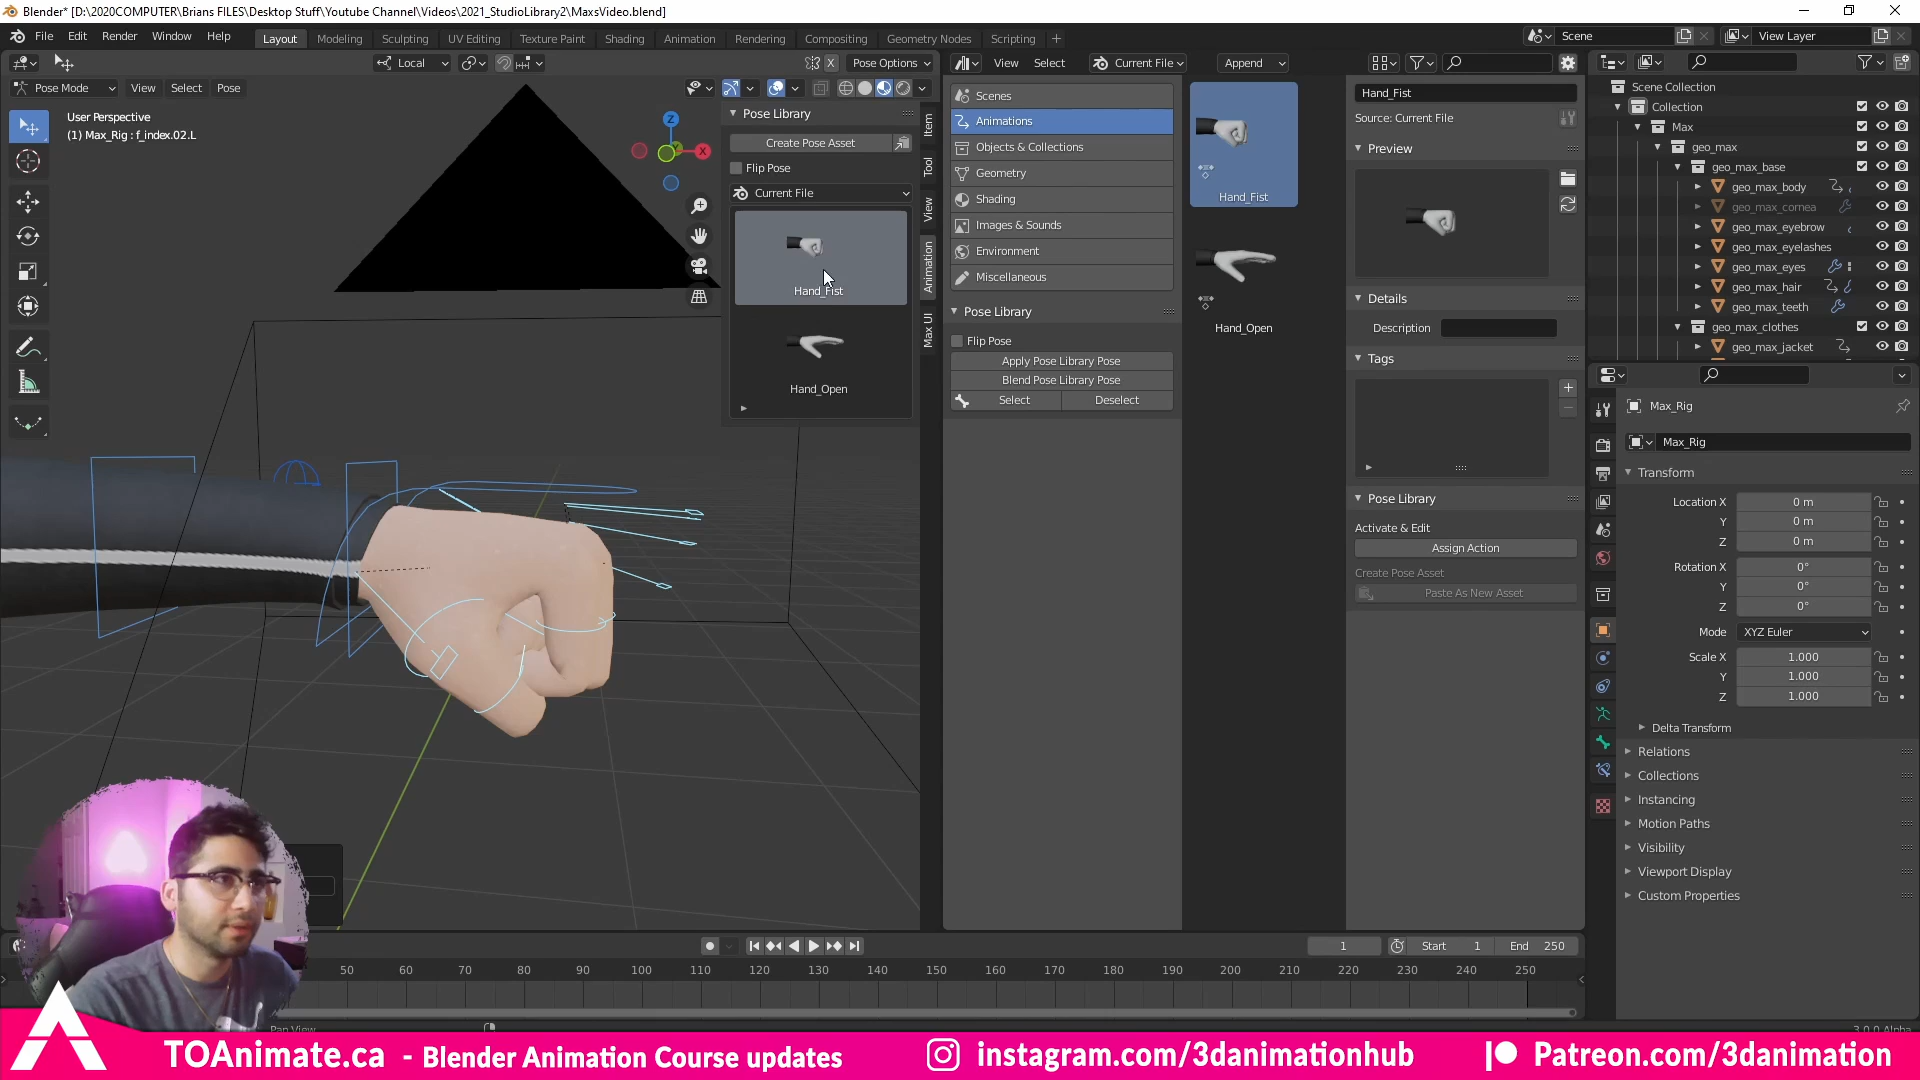 Blender* [D:\2020COMPUTER\Brians FILES\Desktop Stuff\Youtube Channel\Videos\2021_StudioLibrary2\MaxsVideo.blend]
File Edit Render Window Help Layout Modeling Sculpting UV Editing Texture Paint Shading Animation Rendering Compositing Geometry Nodes Scripting + Scene View Layer
Local X Pose Options View Select Current File Append
Pose Mode View Select Pose
User Perspective
(1) Max_Rig : f_index.02.L
Z
X
Y
Pose Library
Create Pose Asset
Flip Pose
Current File
Hand_Fist
Hand_Open
Item
Tool
View
Animation
Max UI
Scenes
Animations
Objects & Collections
Geometry
Shading
Images & Sounds
Environment
Miscellaneous
Pose Library
Flip Pose
Apply Pose Library Pose
Blend Pose Library Pose
Select Deselect
Hand_Fist
Hand_Open
Hand_Fist
Source: Current File
Preview
Details
Description
Tags
Pose Library
Activate & Edit
Assign Action
Create Pose Asset
Paste As New Asset
Scene Collection
Collection
Max
geo_max
geo_max_base
geo_max_body
geo_max_cornea
geo_max_eyebrow
geo_max_eyelashes
geo_max_eyes
geo_max_hair
geo_max_teeth
geo_max_clothes
geo_max_jacket
Max_Rig
Max_Rig
Transform
Location X 0 m
Y 0 m
Z 0 m
Rotation X 0°
Y 0°
Z 0°
Mode XYZ Euler
Scale X 1.000
Y 1.000
Z 1.000
Delta Transform
Relations
Collections
Instancing
Motion Paths
Visibility
Viewport Display
Custom Properties
1 Start 1 End 250
50 60 70 80 90 100 110 120 130 140 150 160 170 180 190 200 210 220 230 240 250
Pan View
3.0.0 Alpha
TOAnimate.ca - Blender Animation Course updates instagram.com/3danimationhub Patreon.com/3danimation